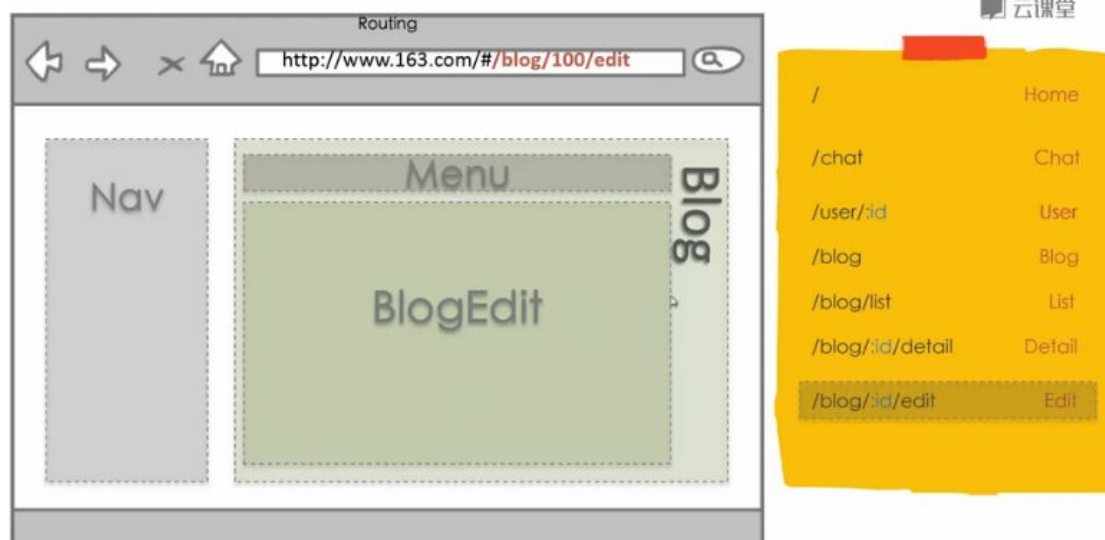 云课堂
Routing
http://www.163.com/#/blog/100/edit
Nav
Menu
Blog
BlogEdit
/ Home
/chat Chat
/user/:id User
/blog Blog
/blog/list List
/blog/:id/detail Detail
/blog/:id/edit Edit